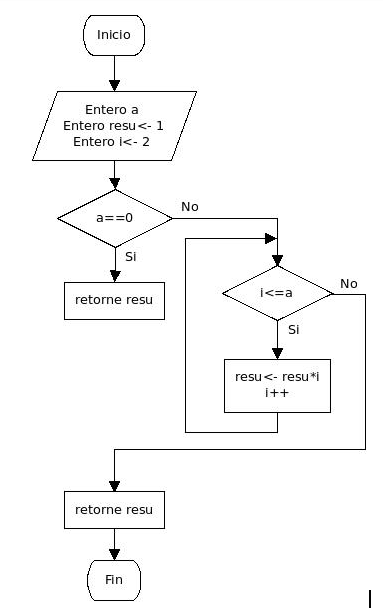 Inicio
Entero a
Entero resu<- 1
Entero i<- 2
a==0
No
Si
retorne resu
i<=a
No
Si
resu<- resu*i
i++
retorne resu
Fin